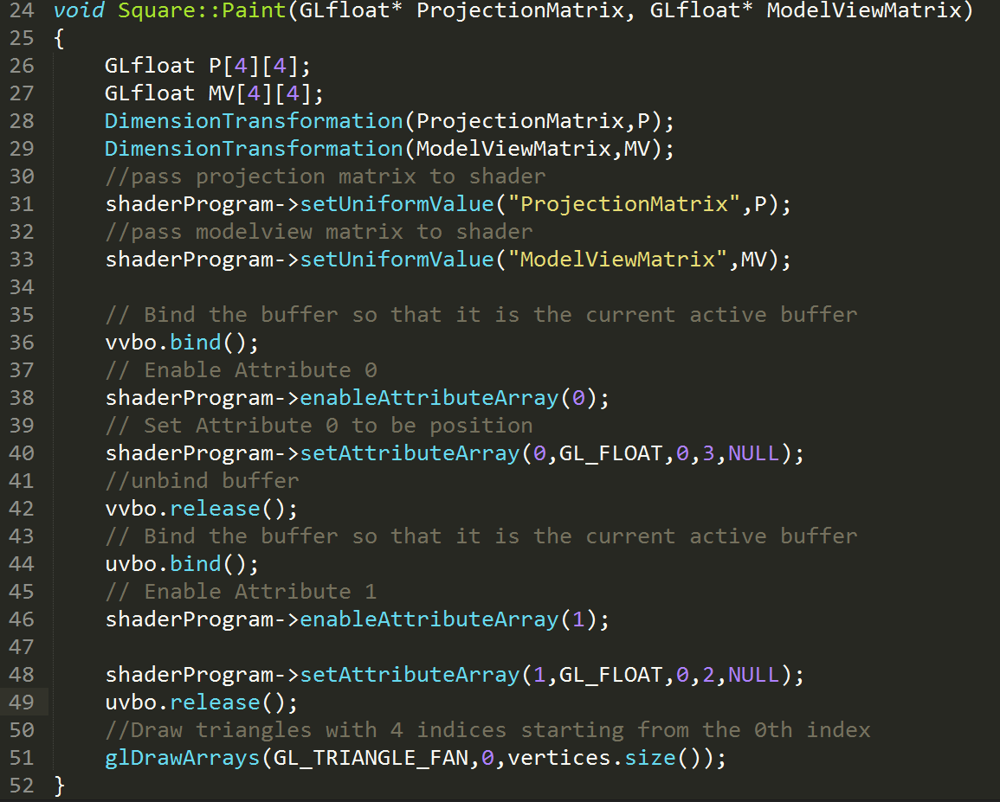 24 void Square::Paint(GLfloat* ProjectionMatrix, GLfloat* ModelViewMatrix)
25 {
26     GLfloat P[4][4];
27     GLfloat MV[4][4];
28     DimensionTransformation(ProjectionMatrix,P);
29     DimensionTransformation(ModelViewMatrix,MV);
30     //pass projection matrix to shader
31     shaderProgram->setUniformValue("ProjectionMatrix",P);
32     //pass modelview matrix to shader
33     shaderProgram->setUniformValue("ModelViewMatrix",MV);
34
35     // Bind the buffer so that it is the current active buffer
36     vvbo.bind();
37     // Enable Attribute 0
38     shaderProgram->enableAttributeArray(0);
39     // Set Attribute 0 to be position
40     shaderProgram->setAttributeArray(0,GL_FLOAT,0,3,NULL);
41     //unbind buffer
42     vvbo.release();
43     // Bind the buffer so that it is the current active buffer
44     uvbo.bind();
45     // Enable Attribute 1
46     shaderProgram->enableAttributeArray(1);
47
48     shaderProgram->setAttributeArray(1,GL_FLOAT,0,2,NULL);
49     uvbo.release();
50     //Draw triangles with 4 indices starting from the 0th index
51     glDrawArrays(GL_TRIANGLE_FAN,0,vertices.size());
52 }